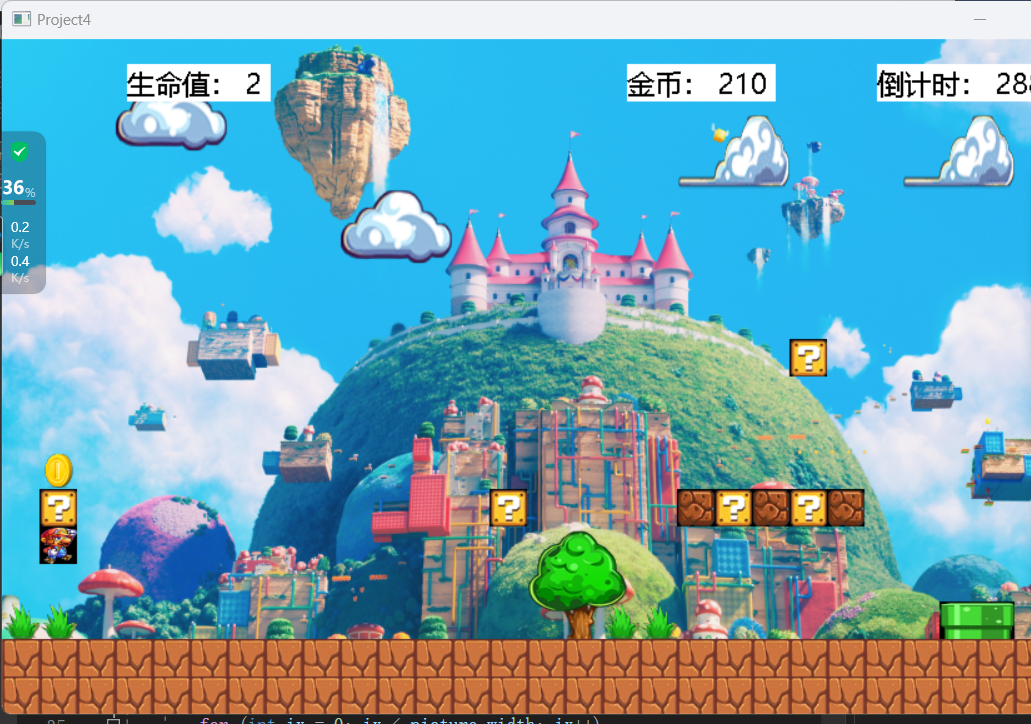 Project4
生命值： 2
金币： 210
倒计时： 28
36%
0.2
K/s
0.4
K/s
?
?
?
?
?
for (int ix = 0; ix < picture_width; ix++)